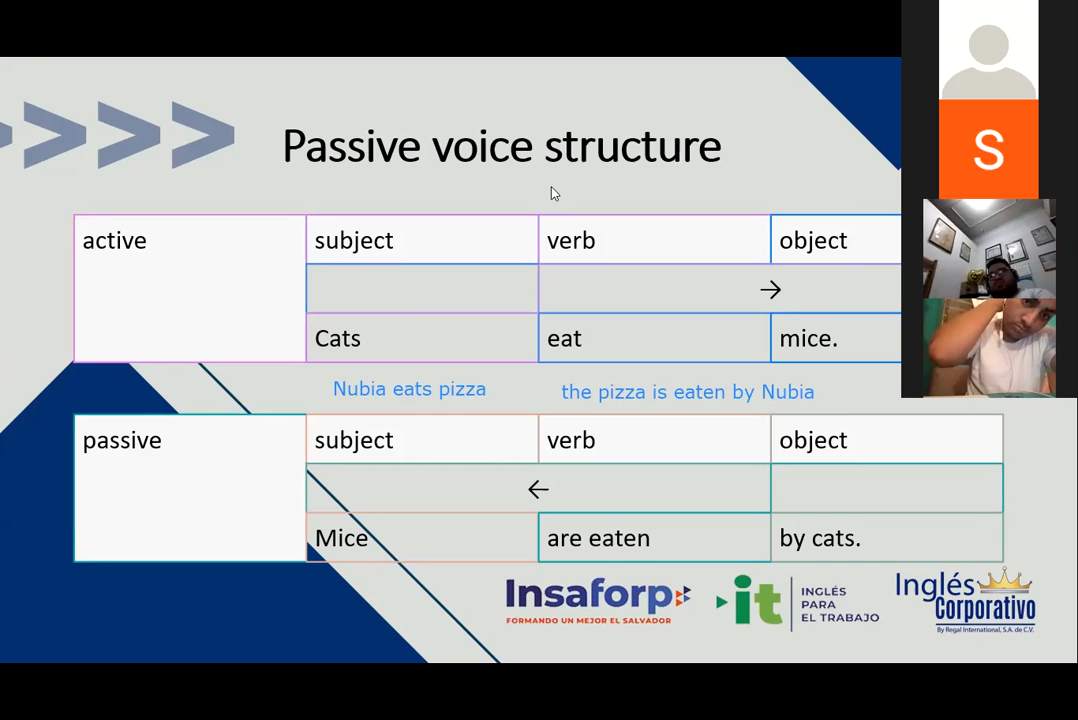 >>>>
Passive voice structure
active subject verb object
→
Cats eat mice.
Nubia eats pizza the pizza is eaten by Nubia
passive subject verb object
←
Mice are eaten by cats.
Insaforp
FORMANDO UN MEJOR EL SALVADOR
it
INGLÉS
PARA
EL TRABAJO
Inglés
Corporativo
By Regal International, S.A. de C.V.
S